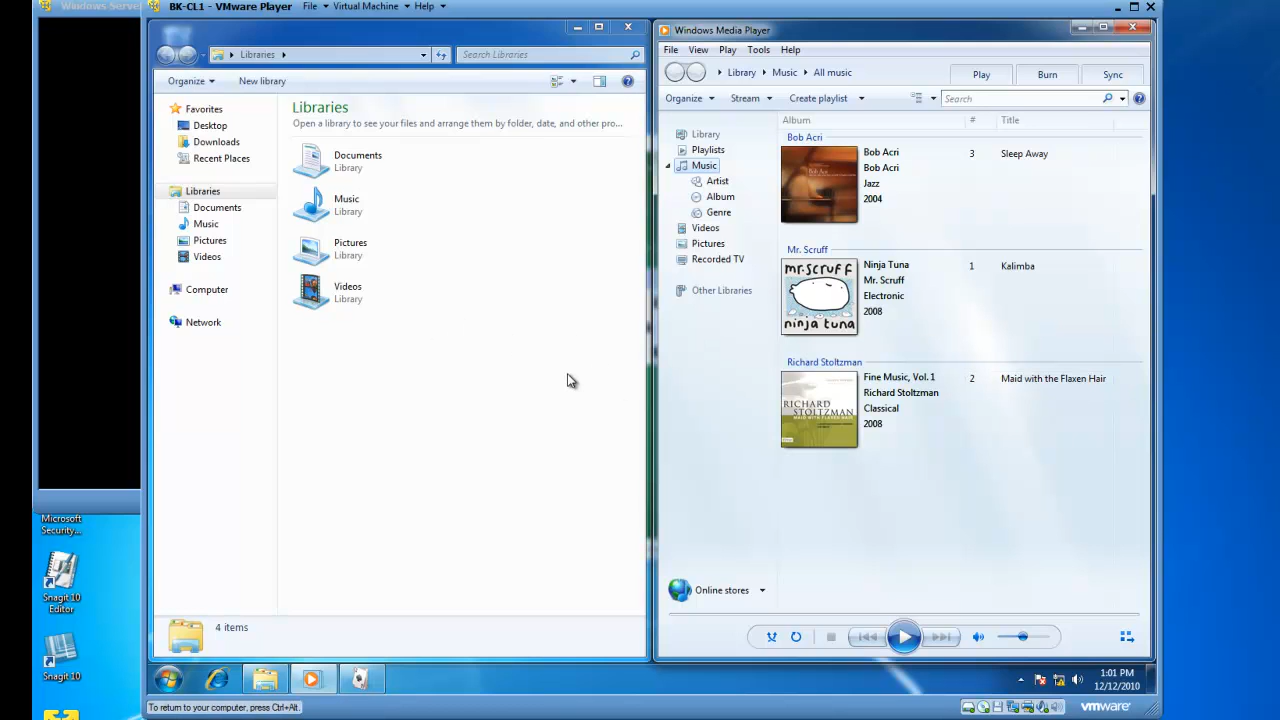 Windows Serve
BK-CL1 - VMware Player File Virtual Machine Help
Libraries
Search Libraries
Organize New library
Favorites
Desktop
Downloads
Recent Places
Libraries
Documents
Music
Pictures
Videos
Computer
Network
Libraries
Open a library to see your files and arrange them by folder, date, and other pro...
Documents
Library
Music
Library
Pictures
Library
Videos
Library
4 items
Windows Media Player
File View Play Tools Help
Library Music All music
Play Burn Sync
Organize Stream Create playlist
Search
Library
Playlists
Music
Artist
Album
Genre
Videos
Pictures
Recorded TV
Other Libraries
Album # Title
Bob Acri
Bob Acri 3 Sleep Away
Bob Acri
Jazz
2004
Mr. Scruff
mr.scruff
ninja tuna
Ninja Tuna 1 Kalimba
Mr. Scruff
Electronic
2008
Richard Stoltzman
RICHARD
STOLTZMAN
MAID WITH THE FLAXEN HAIR
Fine Music, Vol. 1 2 Maid with the Flaxen Hair
Richard Stoltzman
Classical
2008
Online stores
Microsoft
Security...
Snagit 10
Editor
Snagit 10
1:01 PM
12/12/2010
To return to your computer, press Ctrl+Alt.
vmware